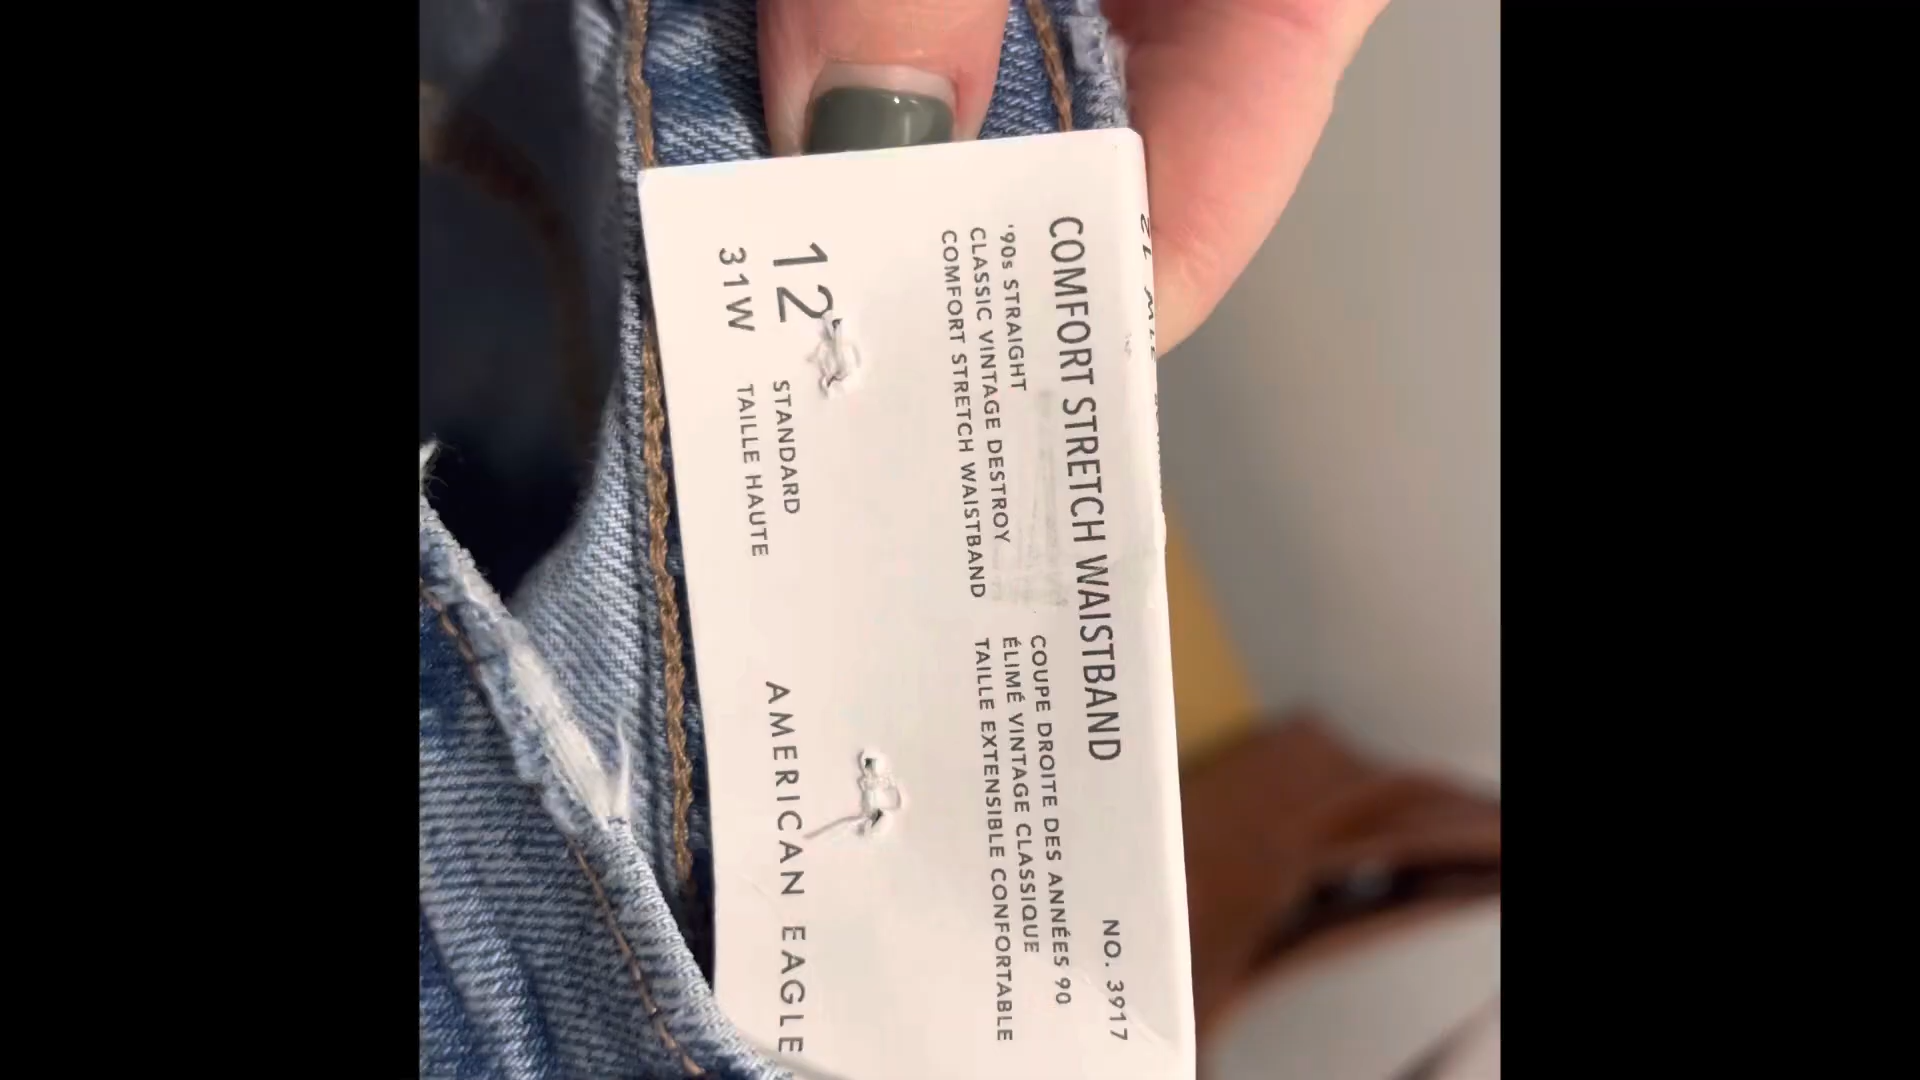 COMFORT STRETCH WAISTBAND
NO. 3917
'90s STRAIGHT
CLASSIC VINTAGE DESTROY
COMFORT STRETCH WAISTBAND
COUPE DROITE DES ANNÉES 90
ÉLIMÉ VINTAGE CLASSIQUE
TAILLE EXTENSIBLE CONFORTABLE
12
STANDARD
31W
TAILLE HAUTE
AMERICAN EAGLE